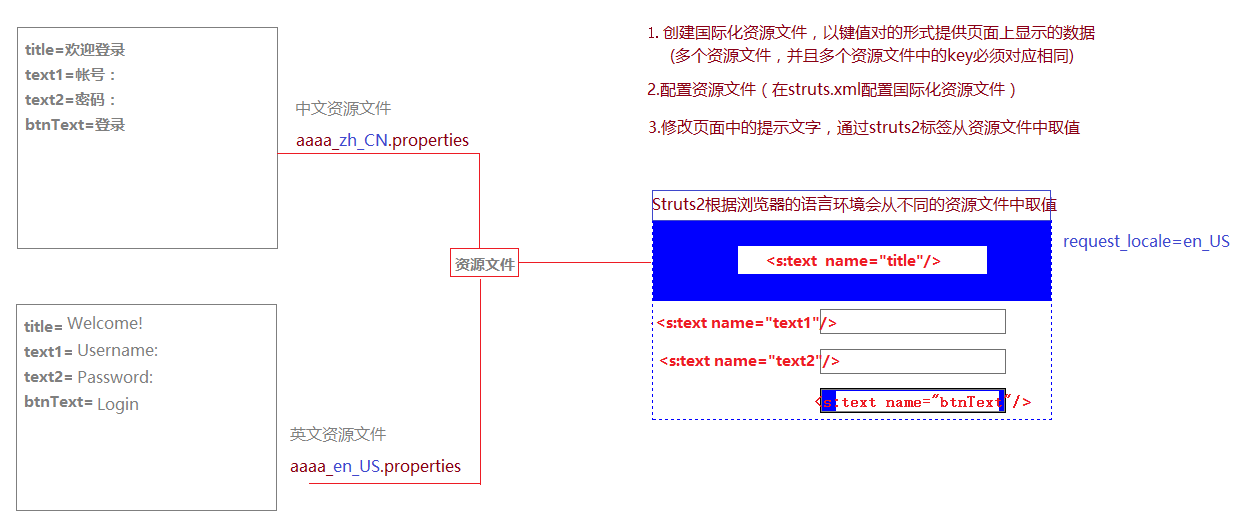 title=欢迎登录
text1=帐号：
text2=密码：
btnText=登录
中文资源文件
aaaa_zh_CN.properties
资源文件
title= Welcome!
text1= Username:
text2= Password:
btnText= Login
英文资源文件
aaaa_en_US.properties
1. 创建国际化资源文件，以键值对的形式提供页面上显示的数据
(多个资源文件，并且多个资源文件中的key必须对应相同)
2.配置资源文件（在struts.xml配置国际化资源文件）
3.修改页面中的提示文字，通过struts2标签从资源文件中取值
Struts2根据浏览器的语言环境会从不同的资源文件中取值
request_locale=en_US
<s:text name="title"/>
<s:text name="text1"/>
<s:text name="text2"/>
<s:text name="btnText"/>